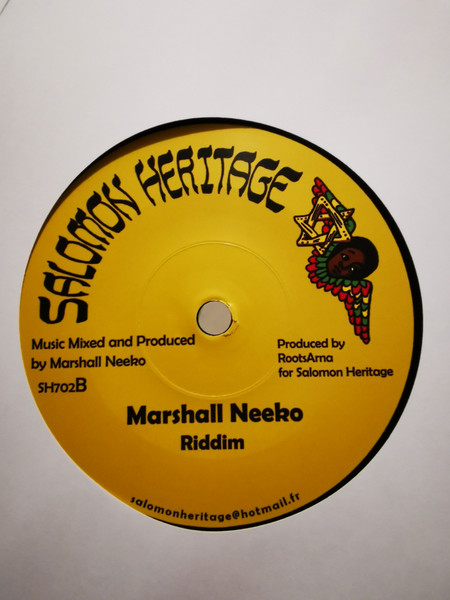 SALOMON HERITAGE
Music Mixed and Produced
by Marshall Neeko
SH702B
Produced by
RootsArna
for Salomon Heritage
Marshall Neeko
Riddim
salomonheritage@hotmail.fr